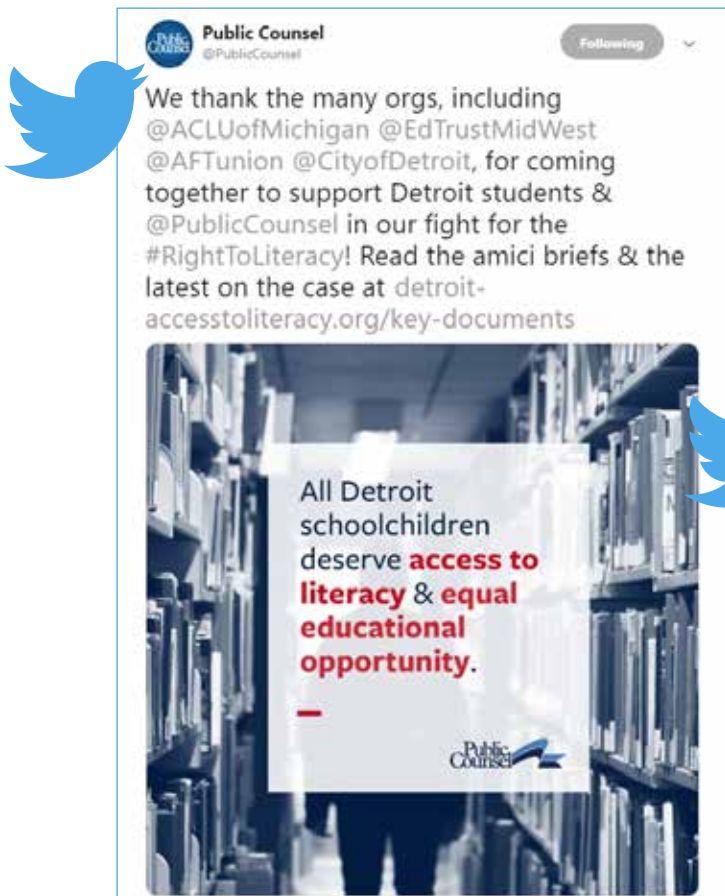 Public Counsel
@PublicCounsel
Following
We thank the many orgs, including
@ACLUofMichigan @EdTrustMidWest
@AFTunion @CityofDetroit, for coming
together to support Detroit students &
@PublicCounsel in our fight for the
#RightToLiteracy! Read the amici briefs & the
latest on the case at detroit-
accesstoliteracy.org/key-documents
All Detroit
schoolchildren
deserve access to
literacy & equal
educational
opportunity.
Public
Counsel